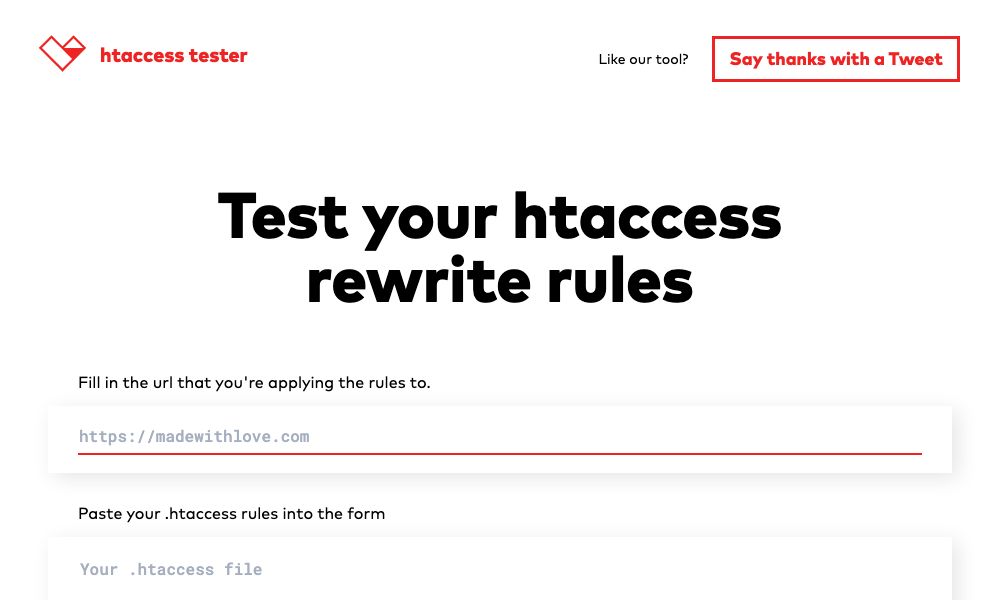 htaccess tester
Like our tool?
Say thanks with a Tweet
Test your htaccess
rewrite rules
Fill in the url that you're applying the rules to.
https://madewithlove.com
Paste your .htaccess rules into the form
Your .htaccess file